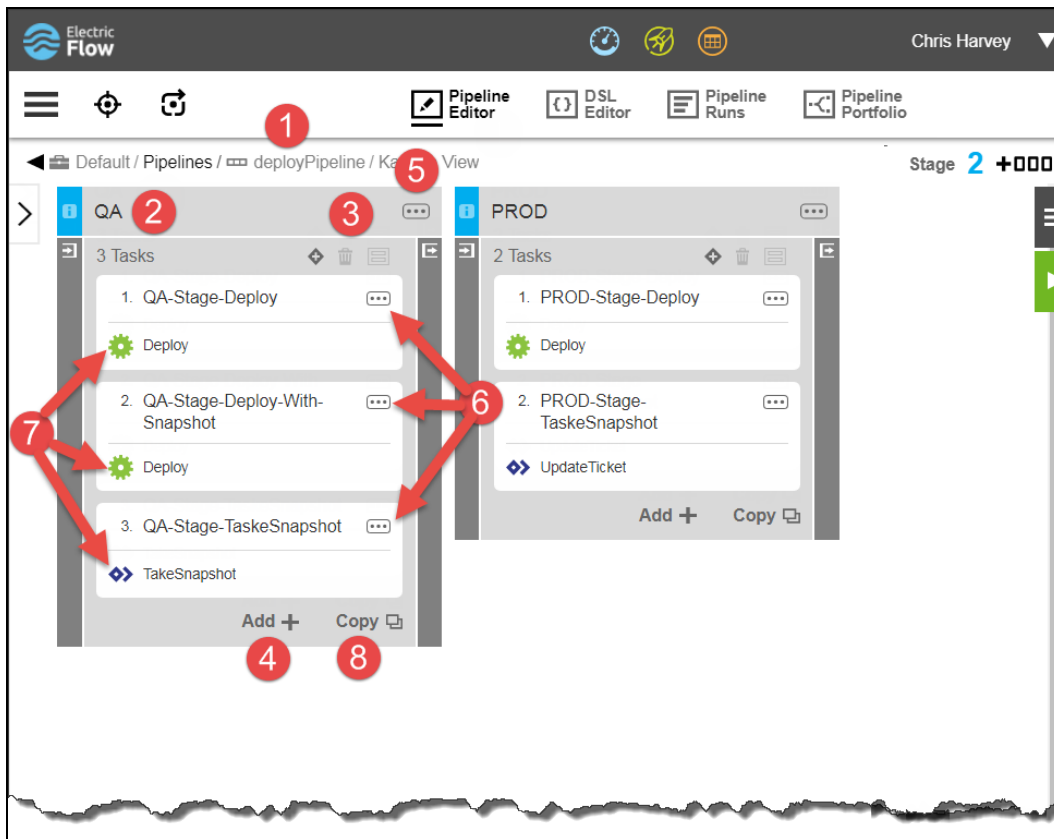 Electric
Flow
Chris Harvey
Pipeline
Editor
DSL
Editor
Pipeline
Runs
Pipeline
Portfolio
1
Default / Pipelines / deployPipeline / View
5
Stage 2
QA 2
3
PROD
3 Tasks
2 Tasks
1. QA-Stage-Deploy
Deploy
2. QA-Stage-Deploy-With-
Snapshot
Deploy
3. QA-Stage-TaskeSnapshot
TakeSnapshot
Add
Copy
4
8
7
6
1. PROD-Stage-Deploy
Deploy
2. PROD-Stage-
TaskeSnapshot
UpdateTicket
Add
Copy